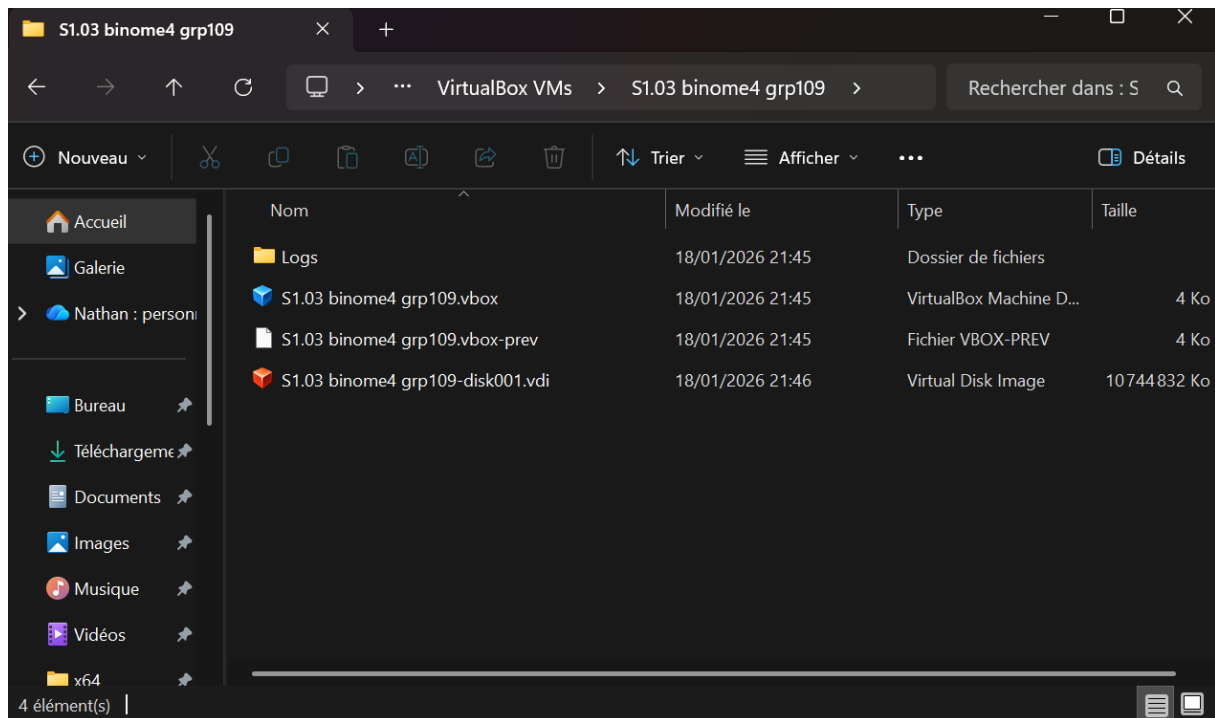 S1.03 binome4 grp109
VirtualBox VMs > S1.03 binome4 grp109 >
Rechercher dans : S
Nouveau
Trier
Afficher
Détails
Accueil
Galerie
Nathan : person
Bureau
Téléchargeme
Documents
Images
Musique
Vidéos
x64
Nom Modifié le Type Taille
Logs 18/01/2026 21:45 Dossier de fichiers
S1.03 binome4 grp109.vbox 18/01/2026 21:45 VirtualBox Machine D... 4 Ko
S1.03 binome4 grp109.vbox-prev 18/01/2026 21:45 Fichier VBOX-PREV 4 Ko
S1.03 binome4 grp109-disk001.vdi 18/01/2026 21:46 Virtual Disk Image 10 744 832 Ko
4 élément(s)